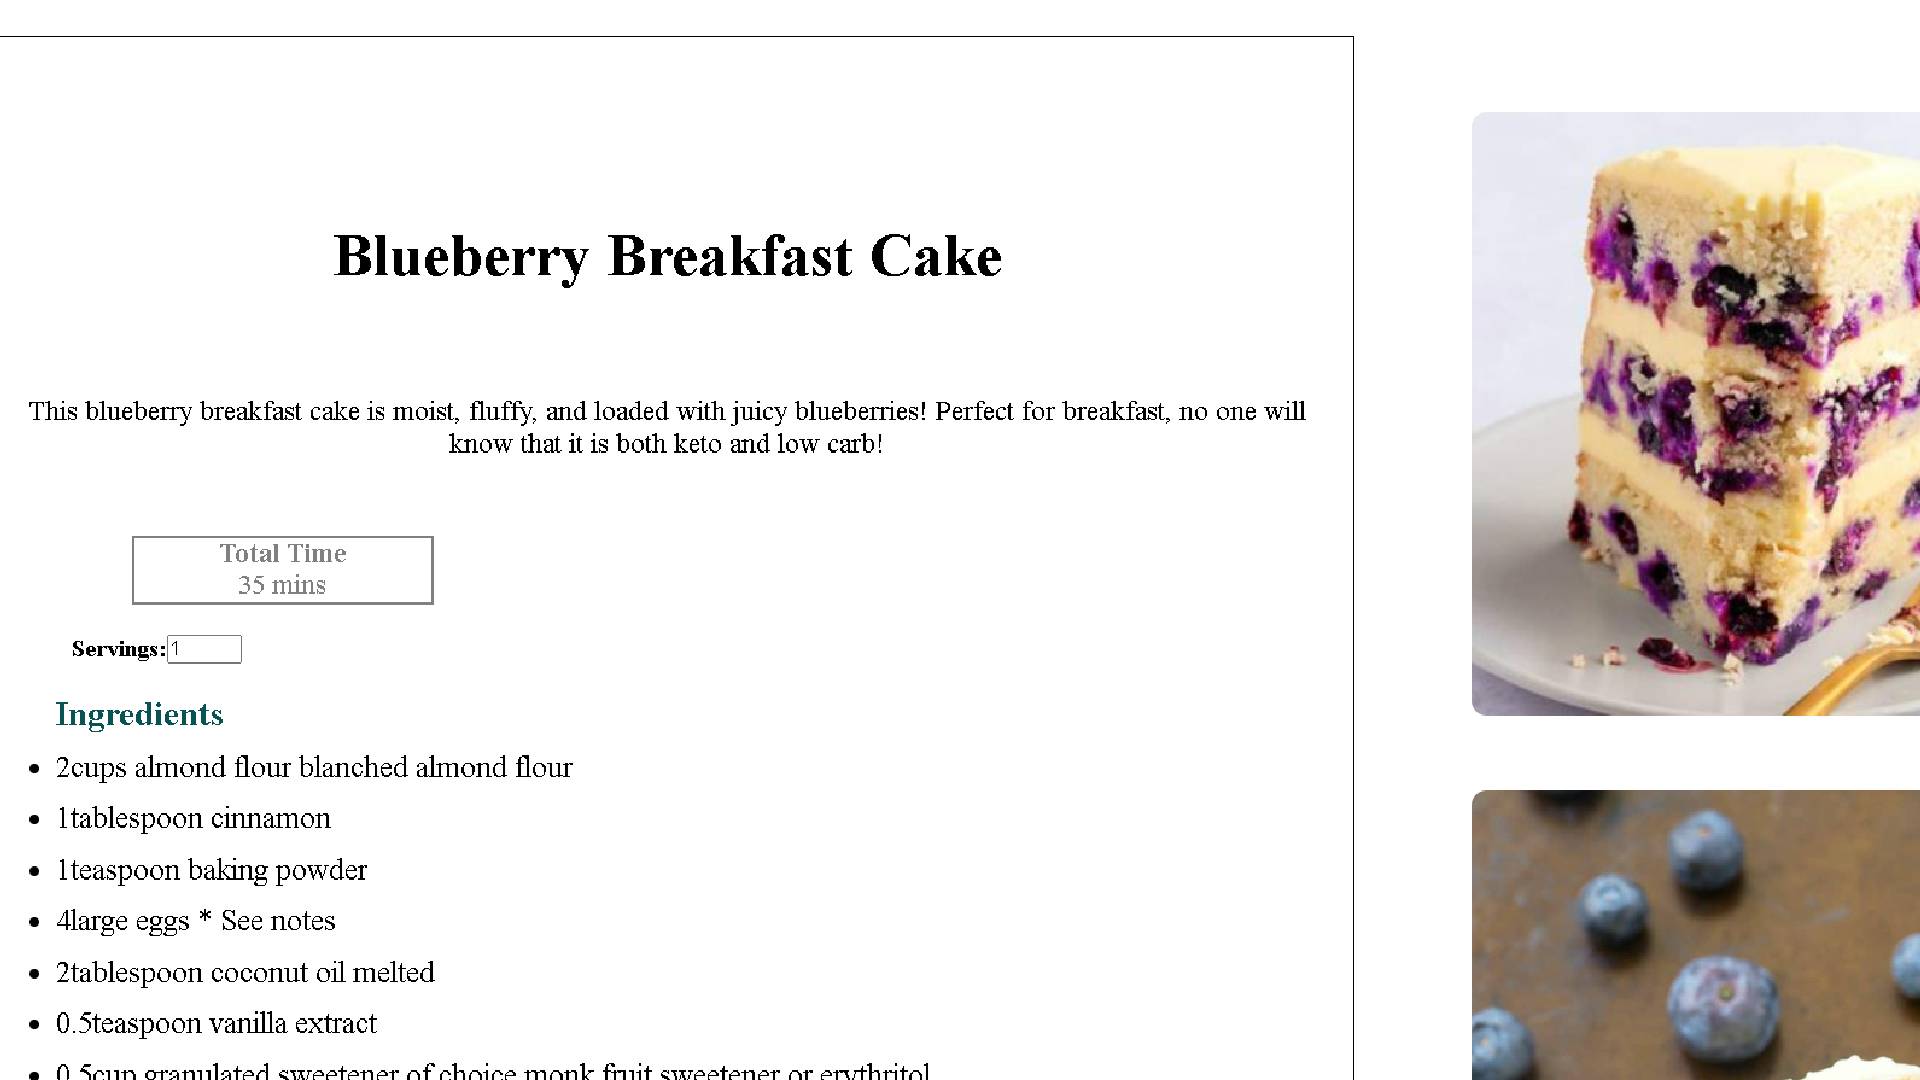 Blueberry Breakfast Cake
This blueberry breakfast cake is moist, fluffy, and loaded with juicy blueberries! Perfect for breakfast, no one will
know that it is both keto and low carb!
Total Time
35 mins
Servings:1
Ingredients
2cups almond flour blanched almond flour
1tablespoon cinnamon
1teaspoon baking powder
4large eggs * See notes
2tablespoon coconut oil melted
0.5teaspoon vanilla extract
0.5cup granulated sweetener of choice monk fruit sweetener or erythritol